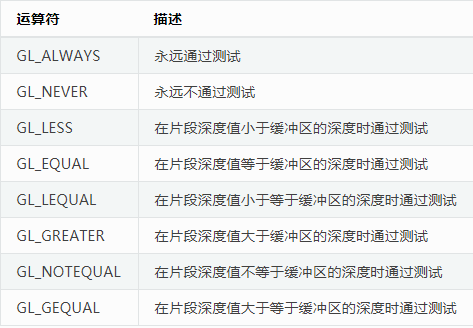 运算符 描述
GL_ALWAYS 永远通过测试
GL_NEVER 永远不通过测试
GL_LESS 在片段深度值小于缓冲区的深度时通过测试
GL_EQUAL 在片段深度值等于缓冲区的深度时通过测试
GL_LEQUAL 在片段深度值小于等于缓冲区的深度时通过测试
GL_GREATER 在片段深度值大于缓冲区的深度时通过测试
GL_NOTEQUAL 在片段深度值不等于缓冲区的深度时通过测试
GL_GEQUAL 在片段深度值大于等于缓冲区的深度时通过测试